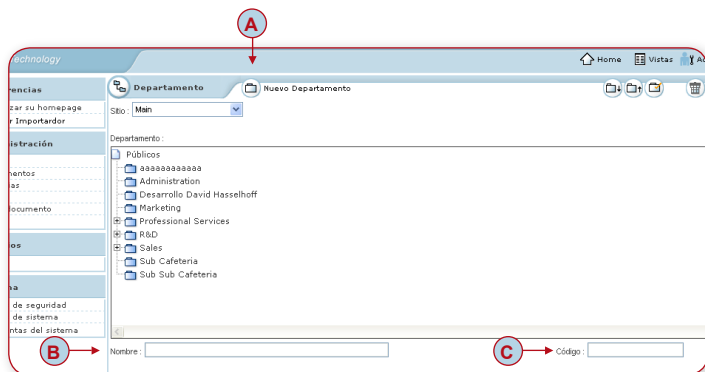 A
Technology
Home
Vistas
Departamento
Nuevo Departamento
rencias
zar su homepage
r Importardor
istración
mentos
as
documento
os
a
de seguridad
de sistema
ntas del sistema
Sitio :
Main
Departamento :
Públicos
aaaaaaaaaaaa
Administration
Desarrollo David Hasselhoff
Marketing
Professional Services
R&D
Sales
Sub Cafeteria
Sub Sub Cafeteria
B
Nombre :
C
Código :